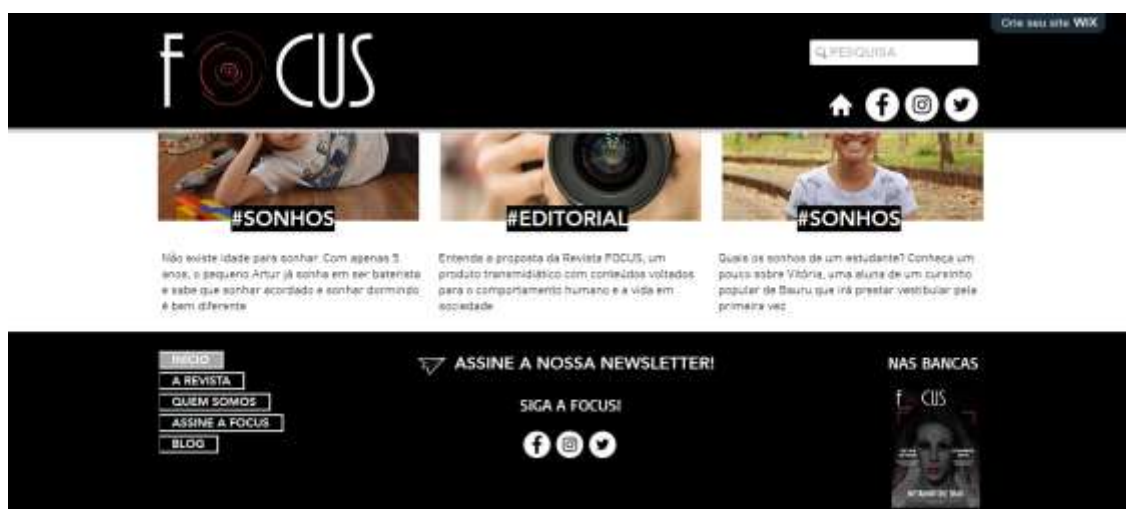 Crie seu site WIX
FOCUS
PESQUISA
#SONHOS
#EDITORIAL
#SONHOS
Não existe idade para sonhar. Com apenas 5
anos, o pequeno Artur já sonha em ser baterista
e sabe que sonhar acordado e sonhar dormindo
é bem diferente
Entenda a proposta da Revista FOCUS, um
produto transmidiático com conteúdos voltados
para o comportamento humano e a vida em
sociedade
Quais os sonhos de um estudante? Conheça um
pouco sobre Vitória, uma aluna de um cursinho
popular de Bauru que irá prestar vestibular pela
primeira vez
INÍCIO
A REVISTA
QUEM SOMOS
ASSINE A FOCUS
BLOG
ASSINE A NOSSA NEWSLETTER!
SIGA A FOCUS!
NAS BANCAS
FOCUS